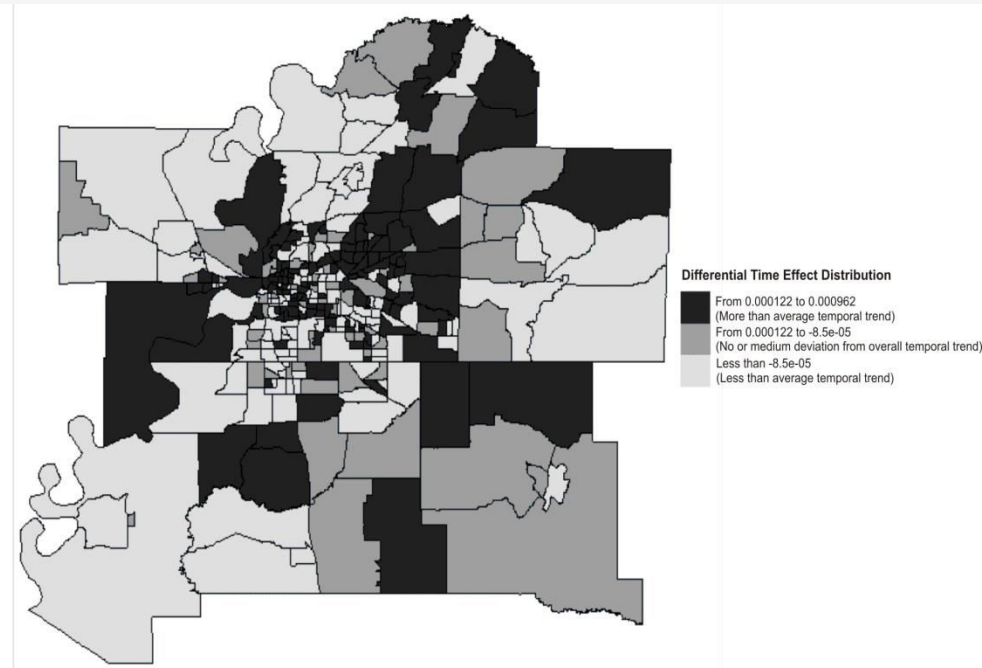 Differential Time Effect Distribution
From 0.000122 to 0.000962
(More than average temporal trend)
From 0.000122 to -8.5e-05
(No or medium deviation from overall temporal trend)
Less than -8.5e-05
(Less than average temporal trend)